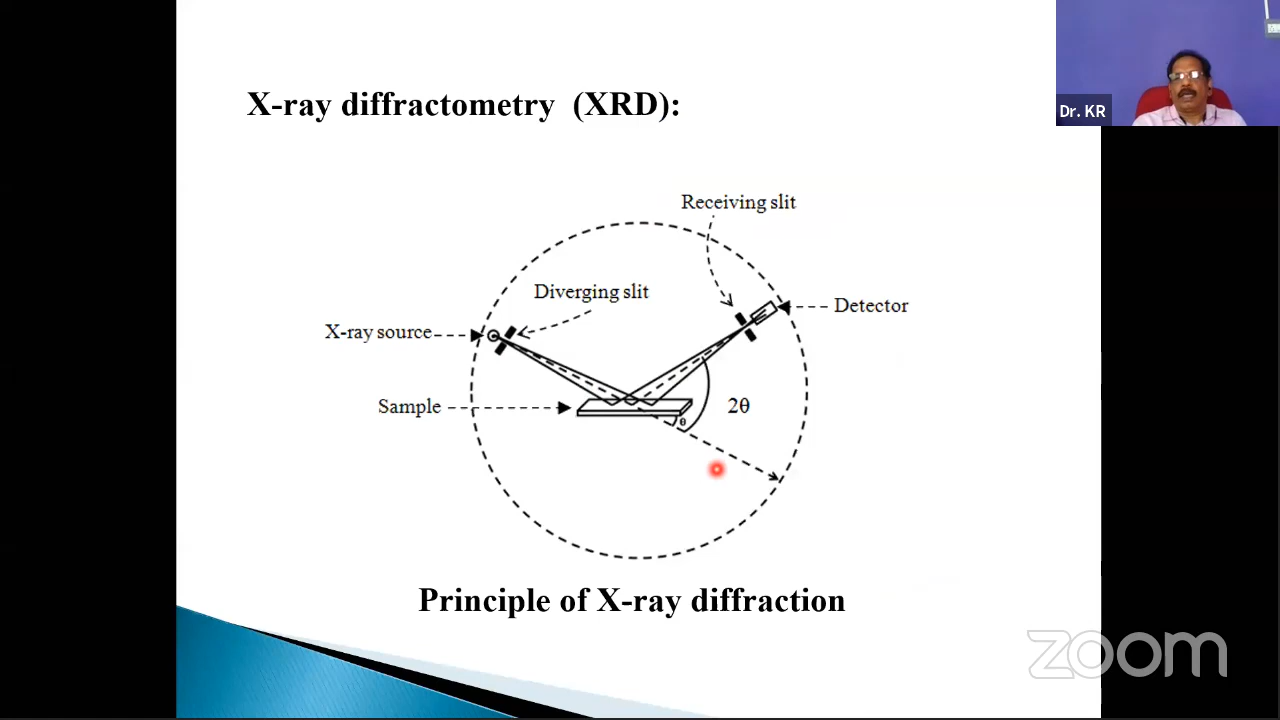 X-ray diffractometry (XRD):
Dr. KR
Receiving slit
Diverging slit
Detector
X-ray source
Sample
2θ
θ
Principle of X-ray diffraction
zoom